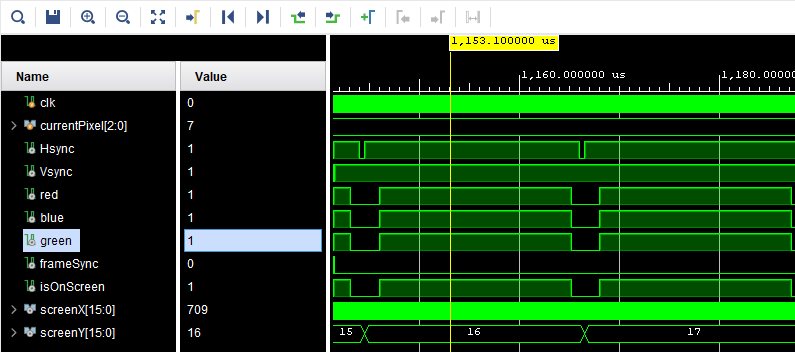 1,153.100000 us
1,160.000000 us
1,180.000000
Name Value
clk 0
currentPixel[2:0] 7
Hsync 1
Vsync 1
red 1
blue 1
green 1
frameSync 0
isOnScreen 1
screenX[15:0] 709
screenY[15:0] 16 15 16 17